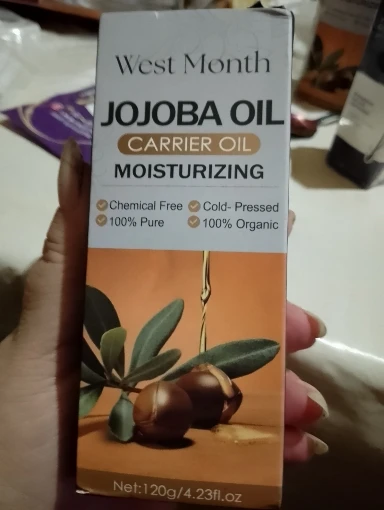 West Month
JOJOBA OIL
CARRIER OIL
MOISTURIZING
Chemical Free Cold- Pressed
100% Pure 100% Organic
Net:120g/4.23fl.oz